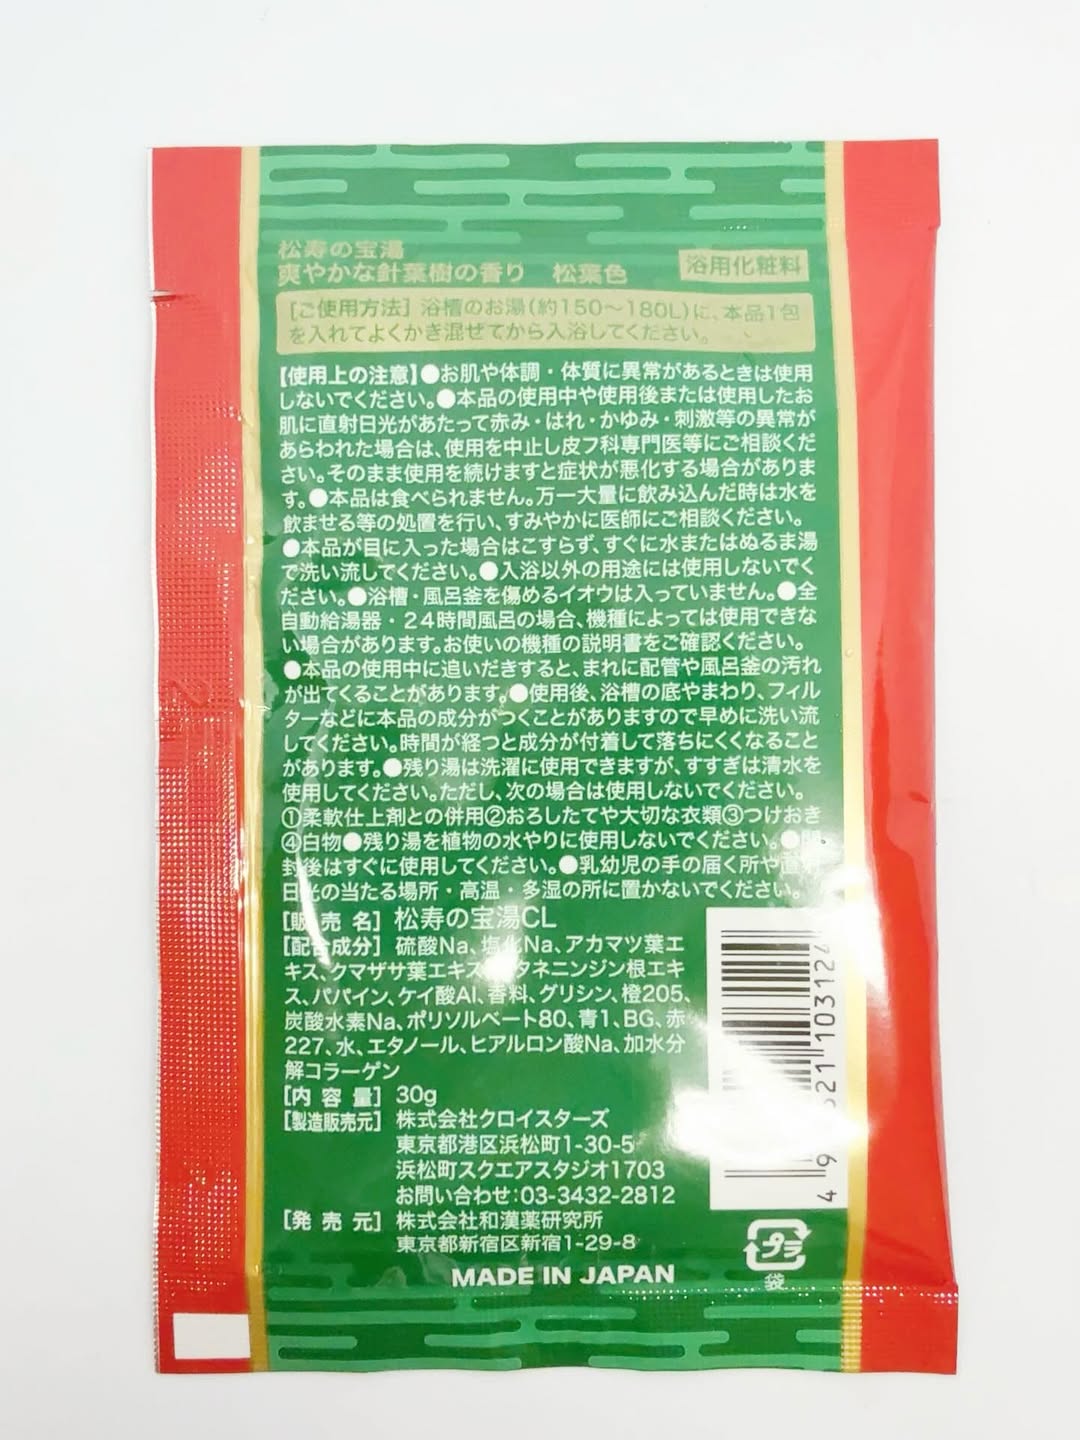 松寿の宝湯
爽やかな針葉樹の香り 松葉色
浴用化粧料
[ご使用方法] 浴槽のお湯(約150〜180L)に、本品1包
を入れてよくかき混ぜてから入浴してください。
【使用上の注意】●お肌や体調・体質に異常があるときは使用
しないでください。●本品の使用中や使用後または使用したお
肌に直射日光があたって赤み・はれ・かゆみ・刺激等の異常が
あらわれた場合は、使用を中止し皮フ科専門医等にご相談くだ
さい。そのまま使用を続けますと症状が悪化する場合がありま
す。●本品は食べられません。万一大量に飲み込んだ時は水を
飲ませる等の処置を行い、すみやかに医師にご相談ください。
●本品が目に入った場合はこすらず、すぐに水またはぬるま湯
で洗い流してください。●入浴以外の用途には使用しないでく
ださい。●浴槽・風呂釜を傷めるイオウは入っていません。●全
自動給湯器・24時間風呂の場合、機種によっては使用できな
い場合があります。お使いの機種の説明書をご確認ください。
●本品の使用中に追いだきすると、まれに配管や風呂釜の汚れ
が出てくることがあります。●使用後、浴槽の底やまわり、フィル
ターなどに本品の成分がつくことがありますので早めに洗い流
してください。時間が経つと成分が付着して落ちにくくなること
があります。●残り湯は洗濯に使用できますが、すすぎは清水を
使用してください。ただし、次の場合は使用しないでください。
①柔軟仕上剤との併用②おろしたてや大切な衣類③つけおき
④白物●残り湯を植物の水やりに使用しないでください。●開
封後はすぐに使用してください。●乳幼児の手の届く所や直射
日光の当たる場所・高温・多湿の所に置かないでください。
[販売名] 松寿の宝湯CL
[配合成分] 硫酸Na、塩化Na、アカマツ葉エ
キス、クマザサ葉エキス、タネニンジン根エキ
ス、パパイン、ケイ酸Al、香料、グリシン、橙205、
炭酸水素Na、ポリソルベート80、青1、BG、赤
227、水、エタノール、ヒアルロン酸Na、加水分
解コラーゲン
[内容量] 30g
[製造販売元] 株式会社クロイスターズ
東京都港区浜松町1-30-5
浜松町スクエアスタジオ1703
お問い合わせ:03-3432-2812
[発売元] 株式会社和漢薬研究所
東京都新宿区新宿1-29-8
MADE IN JAPAN
プラ
袋